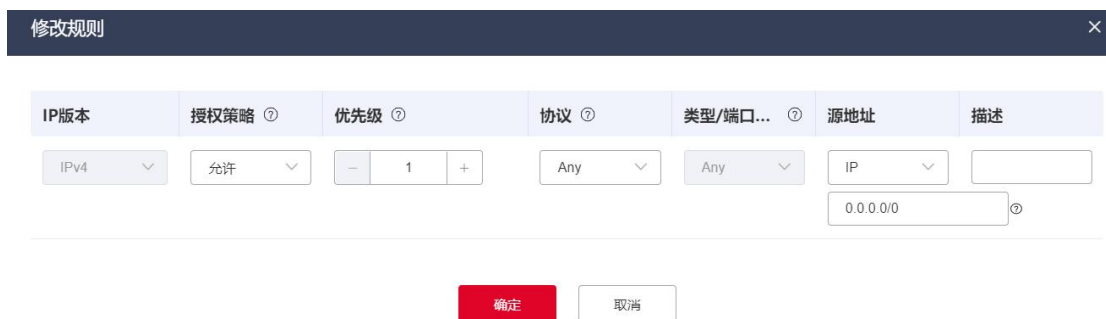 修改规则
IP版本 授权策略 优先级 协议 类型/端口... 源地址 描述
IPv4 允许 − 1 + Any Any IP
0.0.0.0/0
确定 取消